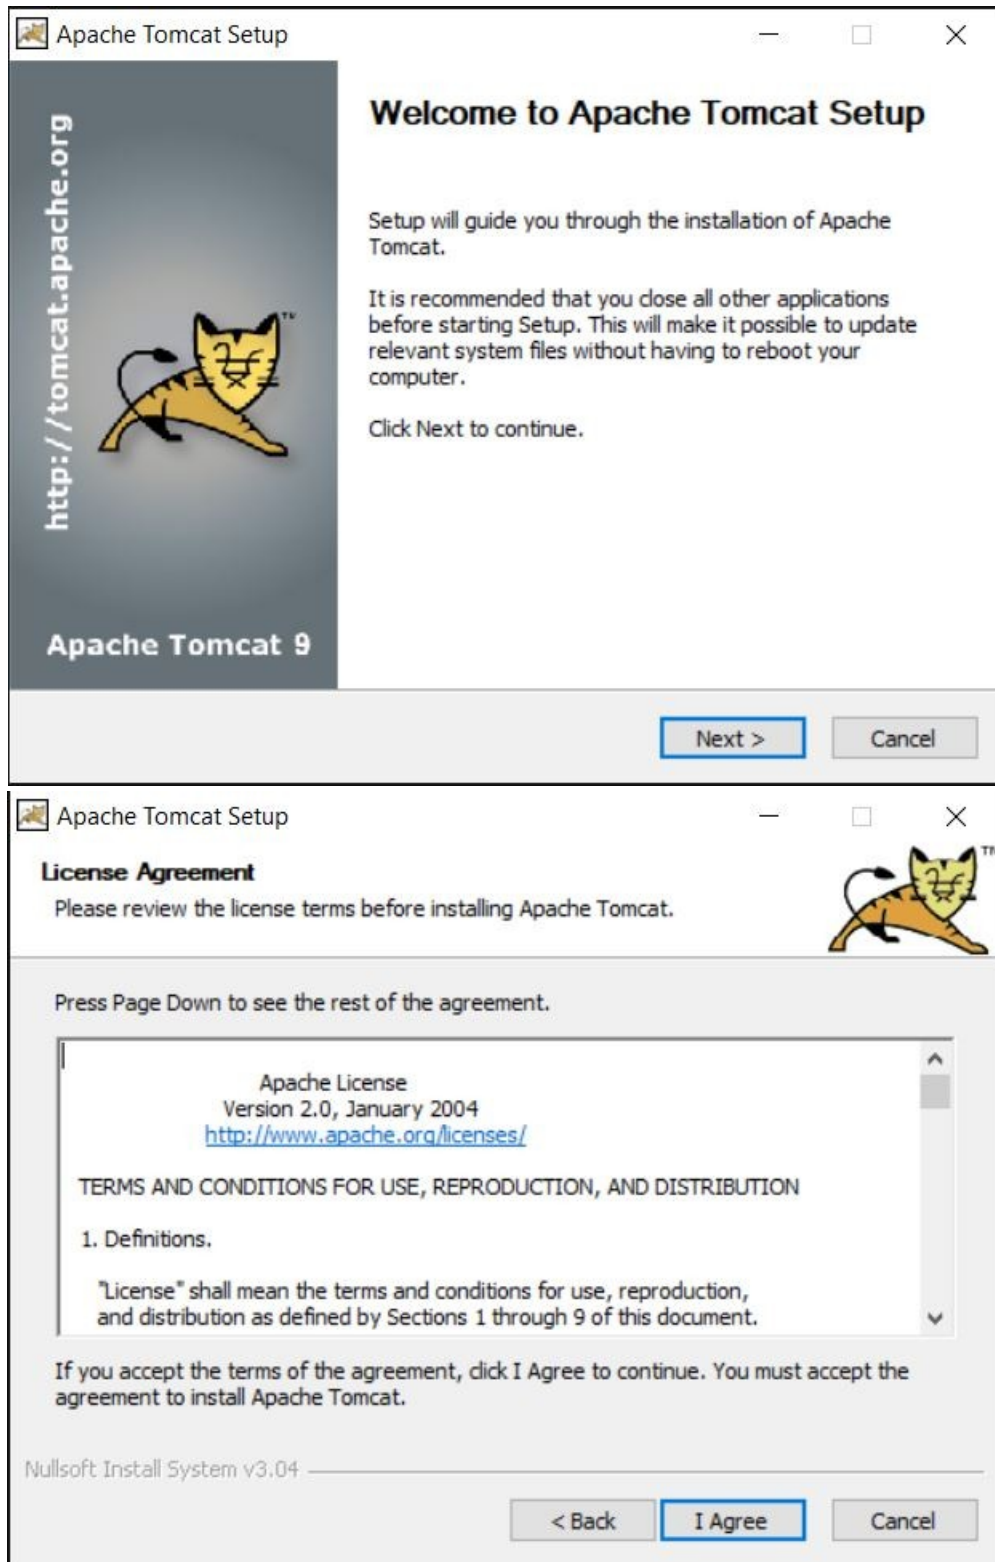 Apache Tomcat Setup
http://tomcat.apache.org
TM
Apache Tomcat 9
Welcome to Apache Tomcat Setup
Setup will guide you through the installation of Apache
Tomcat.
It is recommended that you close all other applications
before starting Setup. This will make it possible to update
relevant system files without having to reboot your
computer.
Click Next to continue.
Next >
Cancel
Apache Tomcat Setup
License Agreement
Please review the license terms before installing Apache Tomcat.
TM
Press Page Down to see the rest of the agreement.
Apache License
Version 2.0, January 2004
http://www.apache.org/licenses/
TERMS AND CONDITIONS FOR USE, REPRODUCTION, AND DISTRIBUTION
1. Definitions.
"License" shall mean the terms and conditions for use, reproduction,
and distribution as defined by Sections 1 through 9 of this document.
If you accept the terms of the agreement, click I Agree to continue. You must accept the
agreement to install Apache Tomcat.
Nullsoft Install System v3.04
< Back
I Agree
Cancel